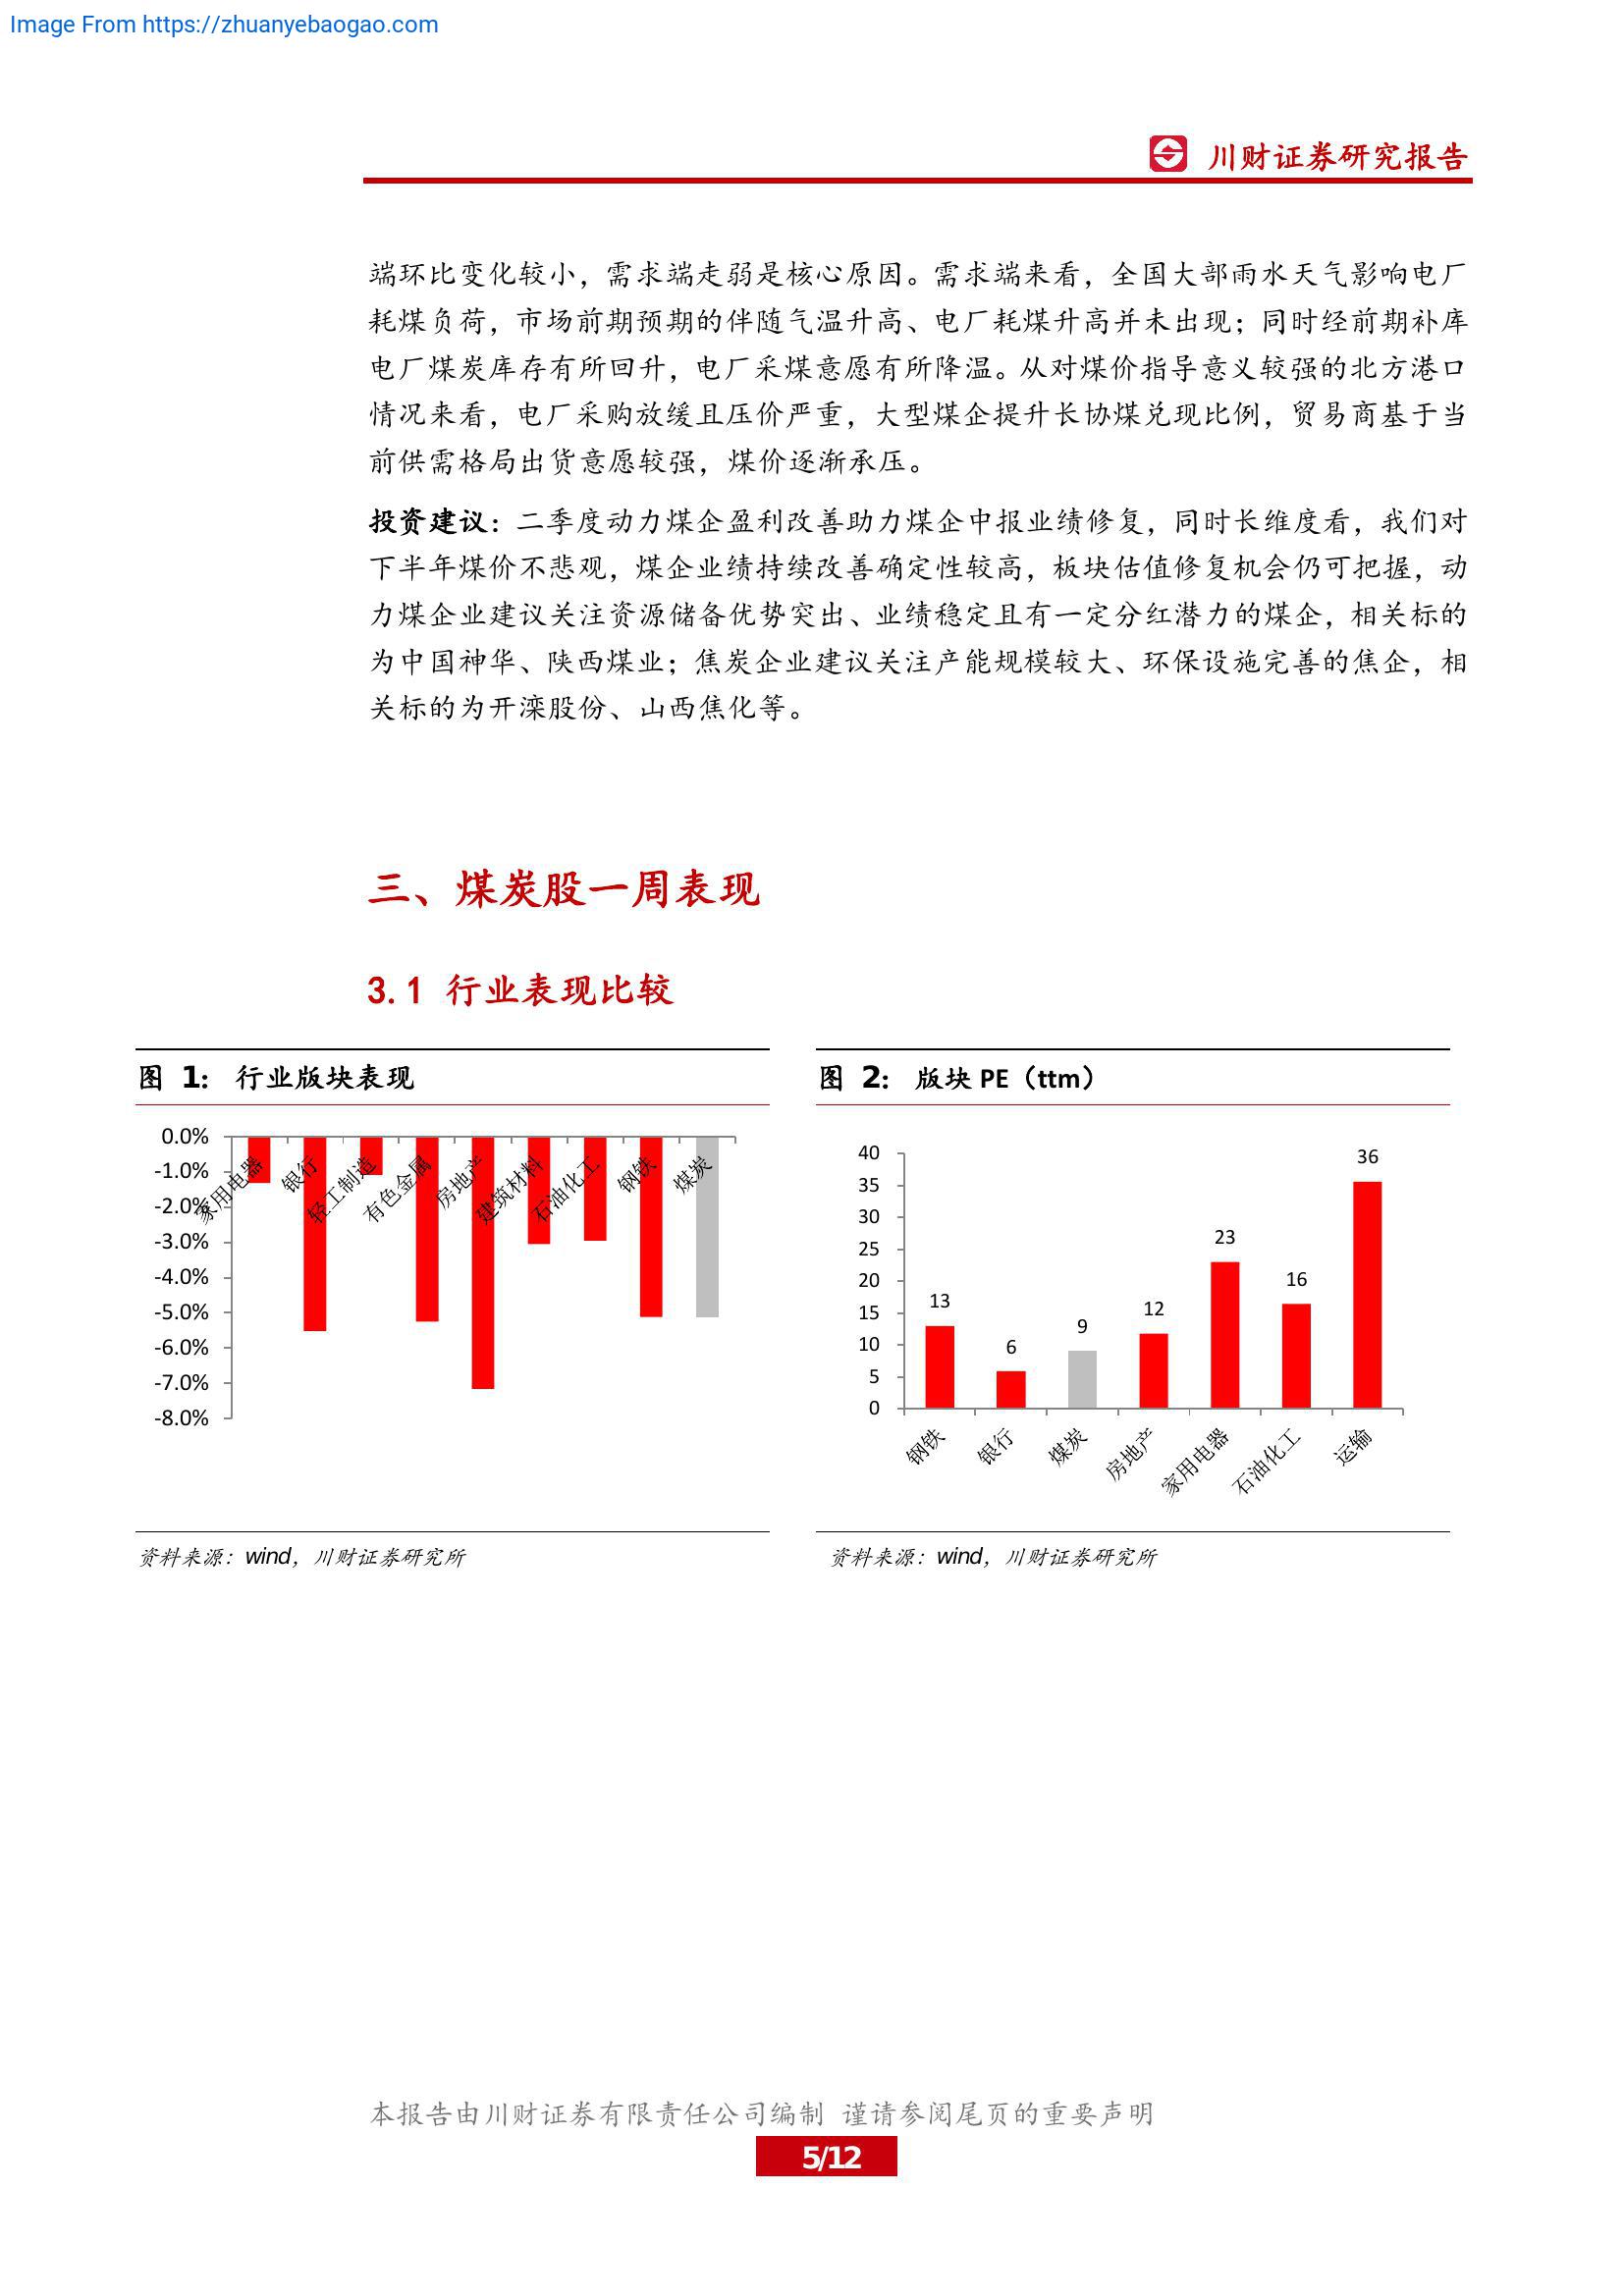 Image From https://zhuanyebaogao.com
川财证券研究报告
端环比变化较小，需求端走弱是核心原因。需求端来看，全国大部雨水天气影响电厂
耗煤负荷，市场前期预期的伴随气温升高、电厂耗煤升高并未出现；同时经前期补库
电厂煤炭库存有所回升，电厂采煤意愿有所降温。从对煤价指导意义较强的北方港口
情况来看，电厂采购放缓且压价严重，大型煤企提升长协煤兑现比例，贸易商基于当
前供需格局出货意愿较强，煤价逐渐承压。
投资建议：二季度动力煤企盈利改善助力煤企中报业绩修复，同时长维度看，我们对
下半年煤价不悲观，煤企业绩持续改善确定性较高，板块估值修复机会仍可把握，动
力煤企业建议关注资源储备优势突出、业绩稳定且有一定分红潜力的煤企，相关标的
为中国神华、陕西煤业；焦炭企业建议关注产能规模较大、环保设施完善的焦企，相
关标的为开滦股份、山西焦化等。
三、煤炭股一周表现
3.1 行业表现比较
图 1： 行业版块表现
0.0%
-1.0%
-2.0%
-3.0%
-4.0%
-5.0%
-6.0%
-7.0%
-8.0%
家用电器
银行
轻工制造
有色金属
房地产
建筑材料
石油化工
钢铁
煤炭
资料来源：wind，川财证券研究所
图 2： 版块 PE（ttm）
40
35
30
25
20
15
10
5
0
13
6
9
12
23
16
36
钢铁
银行
煤炭
房地产
家用电器
石油化工
运输
资料来源：wind，川财证券研究所
本报告由川财证券有限责任公司编制 谨请参阅尾页的重要声明
5/12